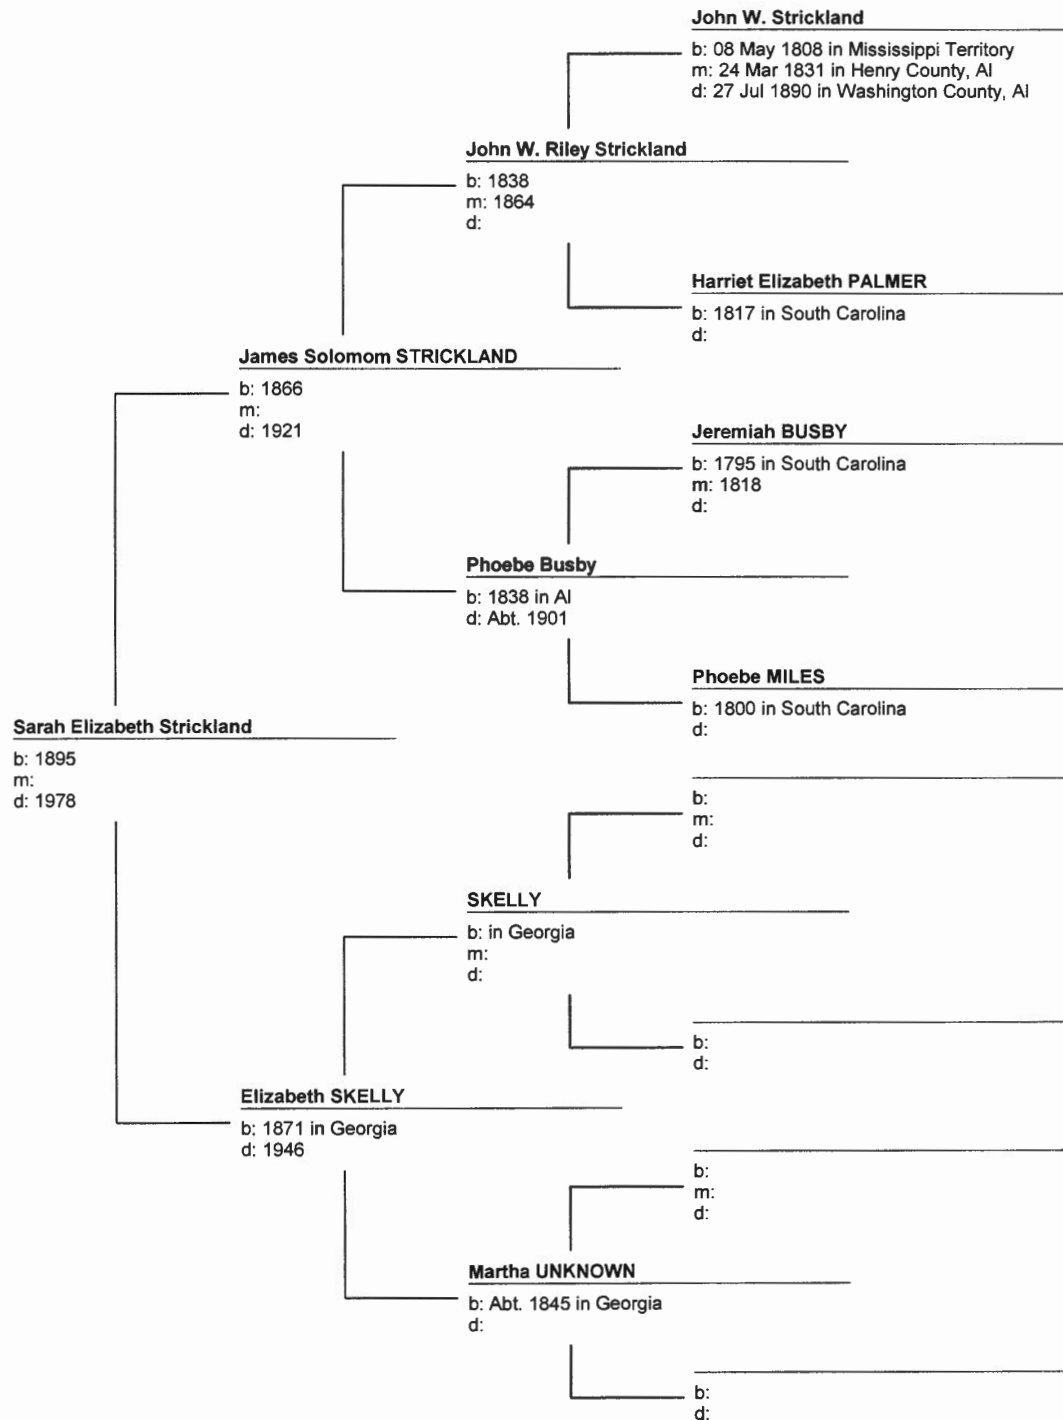 John W. Strickland
b: 08 May 1808 in Mississippi Territory
m: 24 Mar 1831 in Henry County, Al
d: 27 Jul 1890 in Washington County, Al
John W. Riley Strickland
b: 1838
m: 1864
d:
Harriet Elizabeth PALMER
b: 1817 in South Carolina
d:
James Solomom STRICKLAND
b: 1866
m:
d: 1921
Jeremiah BUSBY
b: 1795 in South Carolina
m: 1818
d:
Phoebe Busby
b: 1838 in Al
d: Abt. 1901
Phoebe MILES
b: 1800 in South Carolina
d:
Sarah Elizabeth Strickland
b: 1895
m:
d: 1978
b:
m:
d:
SKELLY
b: in Georgia
m:
d:
b:
d:
Elizabeth SKELLY
b: 1871 in Georgia
d: 1946
b:
m:
d:
Martha UNKNOWN
b: Abt. 1845 in Georgia
d:
b:
d: